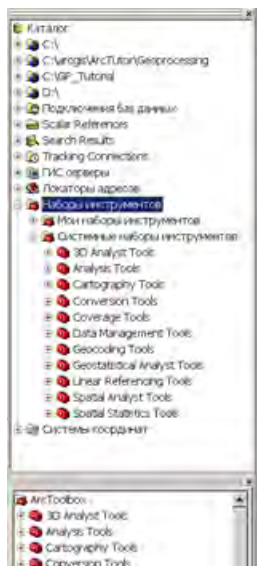 Каталог
C:\
C:\arcgis\ArcTutor\Geoprocessing
C:\GP_Tutorial
D:\
Подключения баз данных
Scalar References
Search Results
Tracking Connections
ГИС серверы
Локаторы адресов
Наборы инструментов
Мои наборы инструментов
Системные наборы инструментов
3D Analyst Tools
Analysis Tools
Cartography Tools
Conversion Tools
Coverage Tools
Data Management Tools
Geocoding Tools
Geostatistical Analyst Tools
Linear Referencing Tools
Spatial Analyst Tools
Spatial Statistics Tools
Системы координат
ArcToolbox
3D Analyst Tools
Analysis Tools
Cartography Tools
Conversion Tools